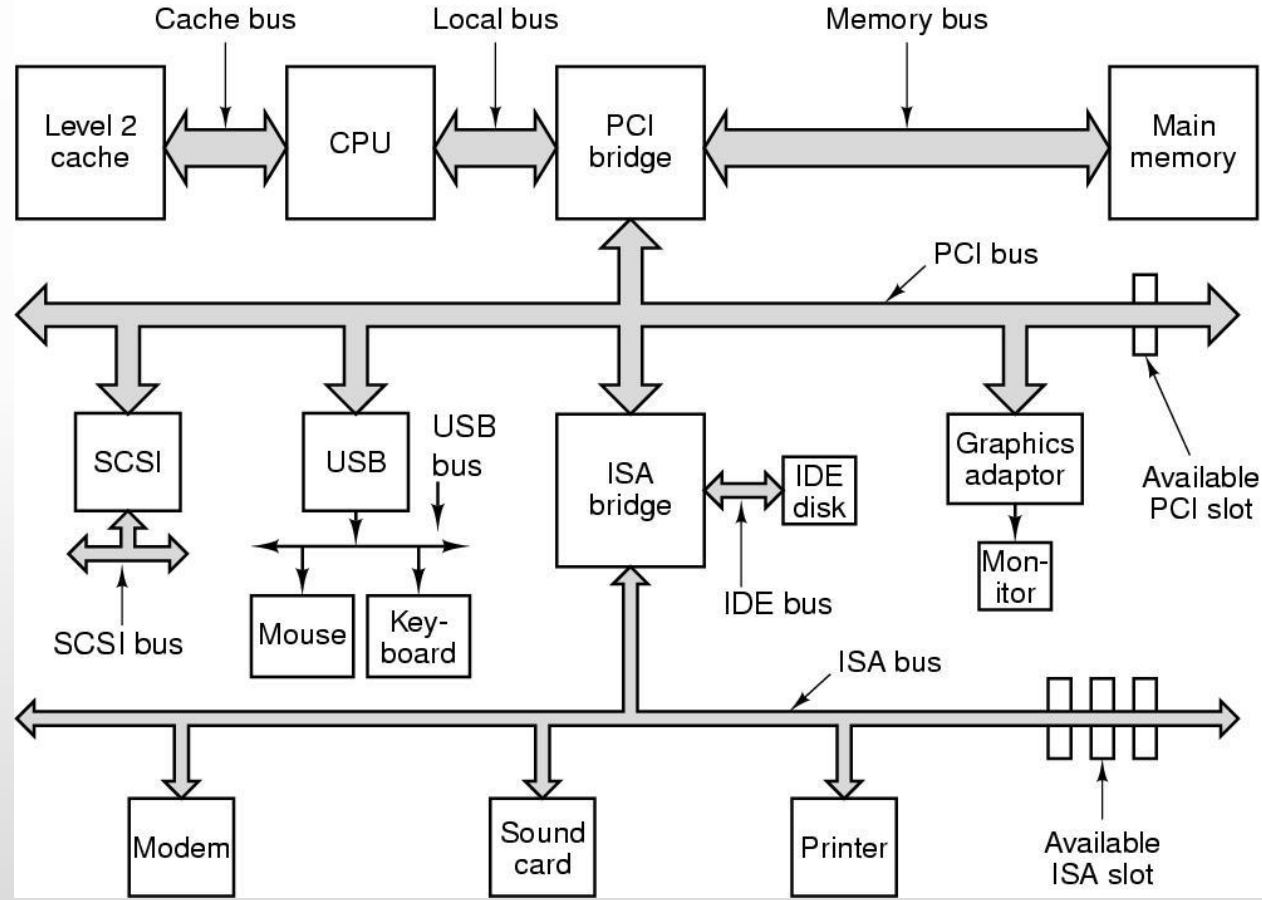 Cache bus
Local bus
Memory bus
Level 2
cache
CPU
PCI
bridge
Main
memory
PCI bus
SCSI
USB
USB
bus
ISA
bridge
IDE
disk
Graphics
adaptor
Available
PCI slot
Mon-
itor
IDE bus
SCSI bus
Mouse
Key-
board
ISA bus
Modem
Sound
card
Printer
Available
ISA slot